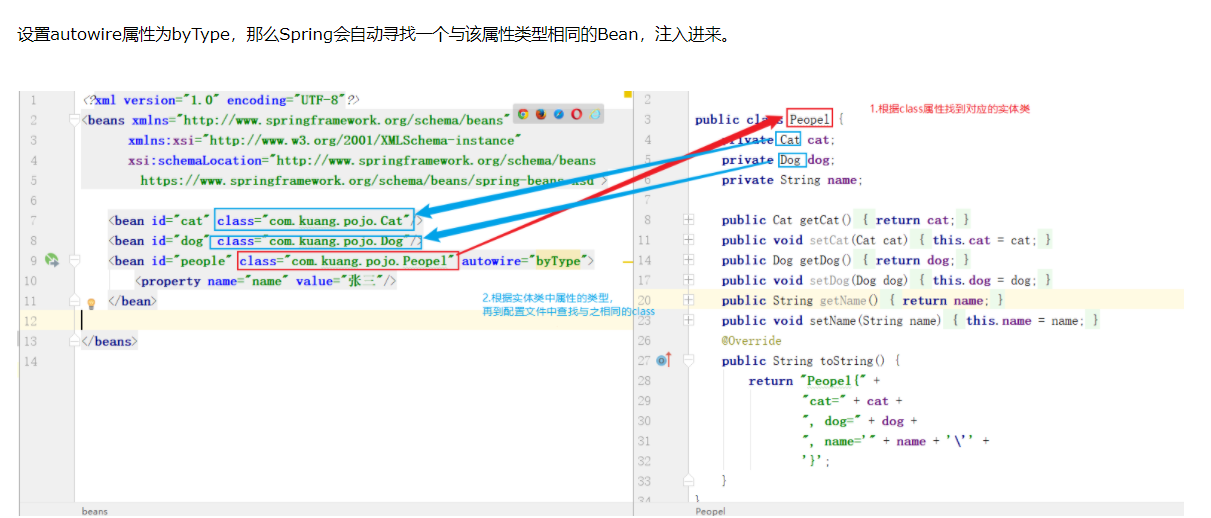 设置autowire属性为byType，那么Spring会自动寻找一个与该属性类型相同的Bean，注入进来。
1 <?xml version="1.0" encoding="UTF-8"?>
2 <beans xmlns="http://www.springframework.org/schema/beans"
3 xmlns:xsi="http://www.w3.org/2001/XMLSchema-instance"
4 xsi:schemaLocation="http://www.springframework.org/schema/beans
5 https://www.springframework.org/schema/beans/spring-beans.xsd">
6
7 <bean id="cat" class="com.kuang.pojo.Cat"/>
8 <bean id="dog" class="com.kuang.pojo.Dog"/>
9 <bean id="people" class="com.kuang.pojo.Peopel" autowire="byType">
10 <property name="name" value="张三"/>
11 </bean>
12
13 </beans>
14
2.根据实体类中属性的类型，
再到配置文件中查找与之相同的class
beans
1.根据class属性找到对应的实体类
2
3 public class Peopel {
4 private Cat cat;
5 private Dog dog;
6 private String name;
7
8 public Cat getCat() { return cat; }
11 public void setCat(Cat cat) { this.cat = cat; }
14 public Dog getDog() { return dog; }
17 public void setDog(Dog dog) { this.dog = dog; }
20 public String getName() { return name; }
23 public void setName(String name) { this.name = name; }
26 @Override
27 public String toString() {
28 return "Peopel{" +
29 "cat=" + cat +
30 ", dog=" + dog +
31 ", name='" + name + '\'' +
32 '}';
33 }
34 }
Peopel